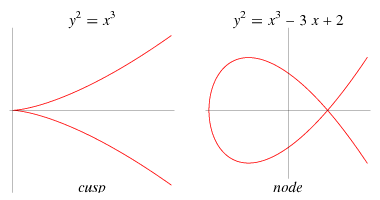 y² = x³
y² = x³ − 3 x + 2
cusp
node